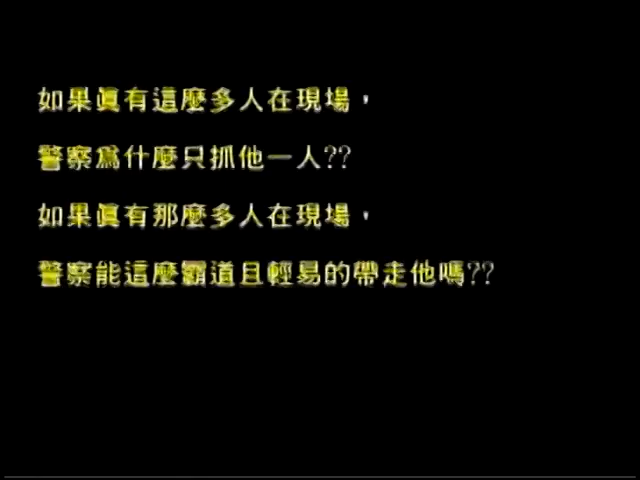 如果眞有這麼多人在現場，
警察爲什麼只抓他一人??
如果眞有那麼多人在現場，
警察能這麼霸道且輕易的帶走他嗎??